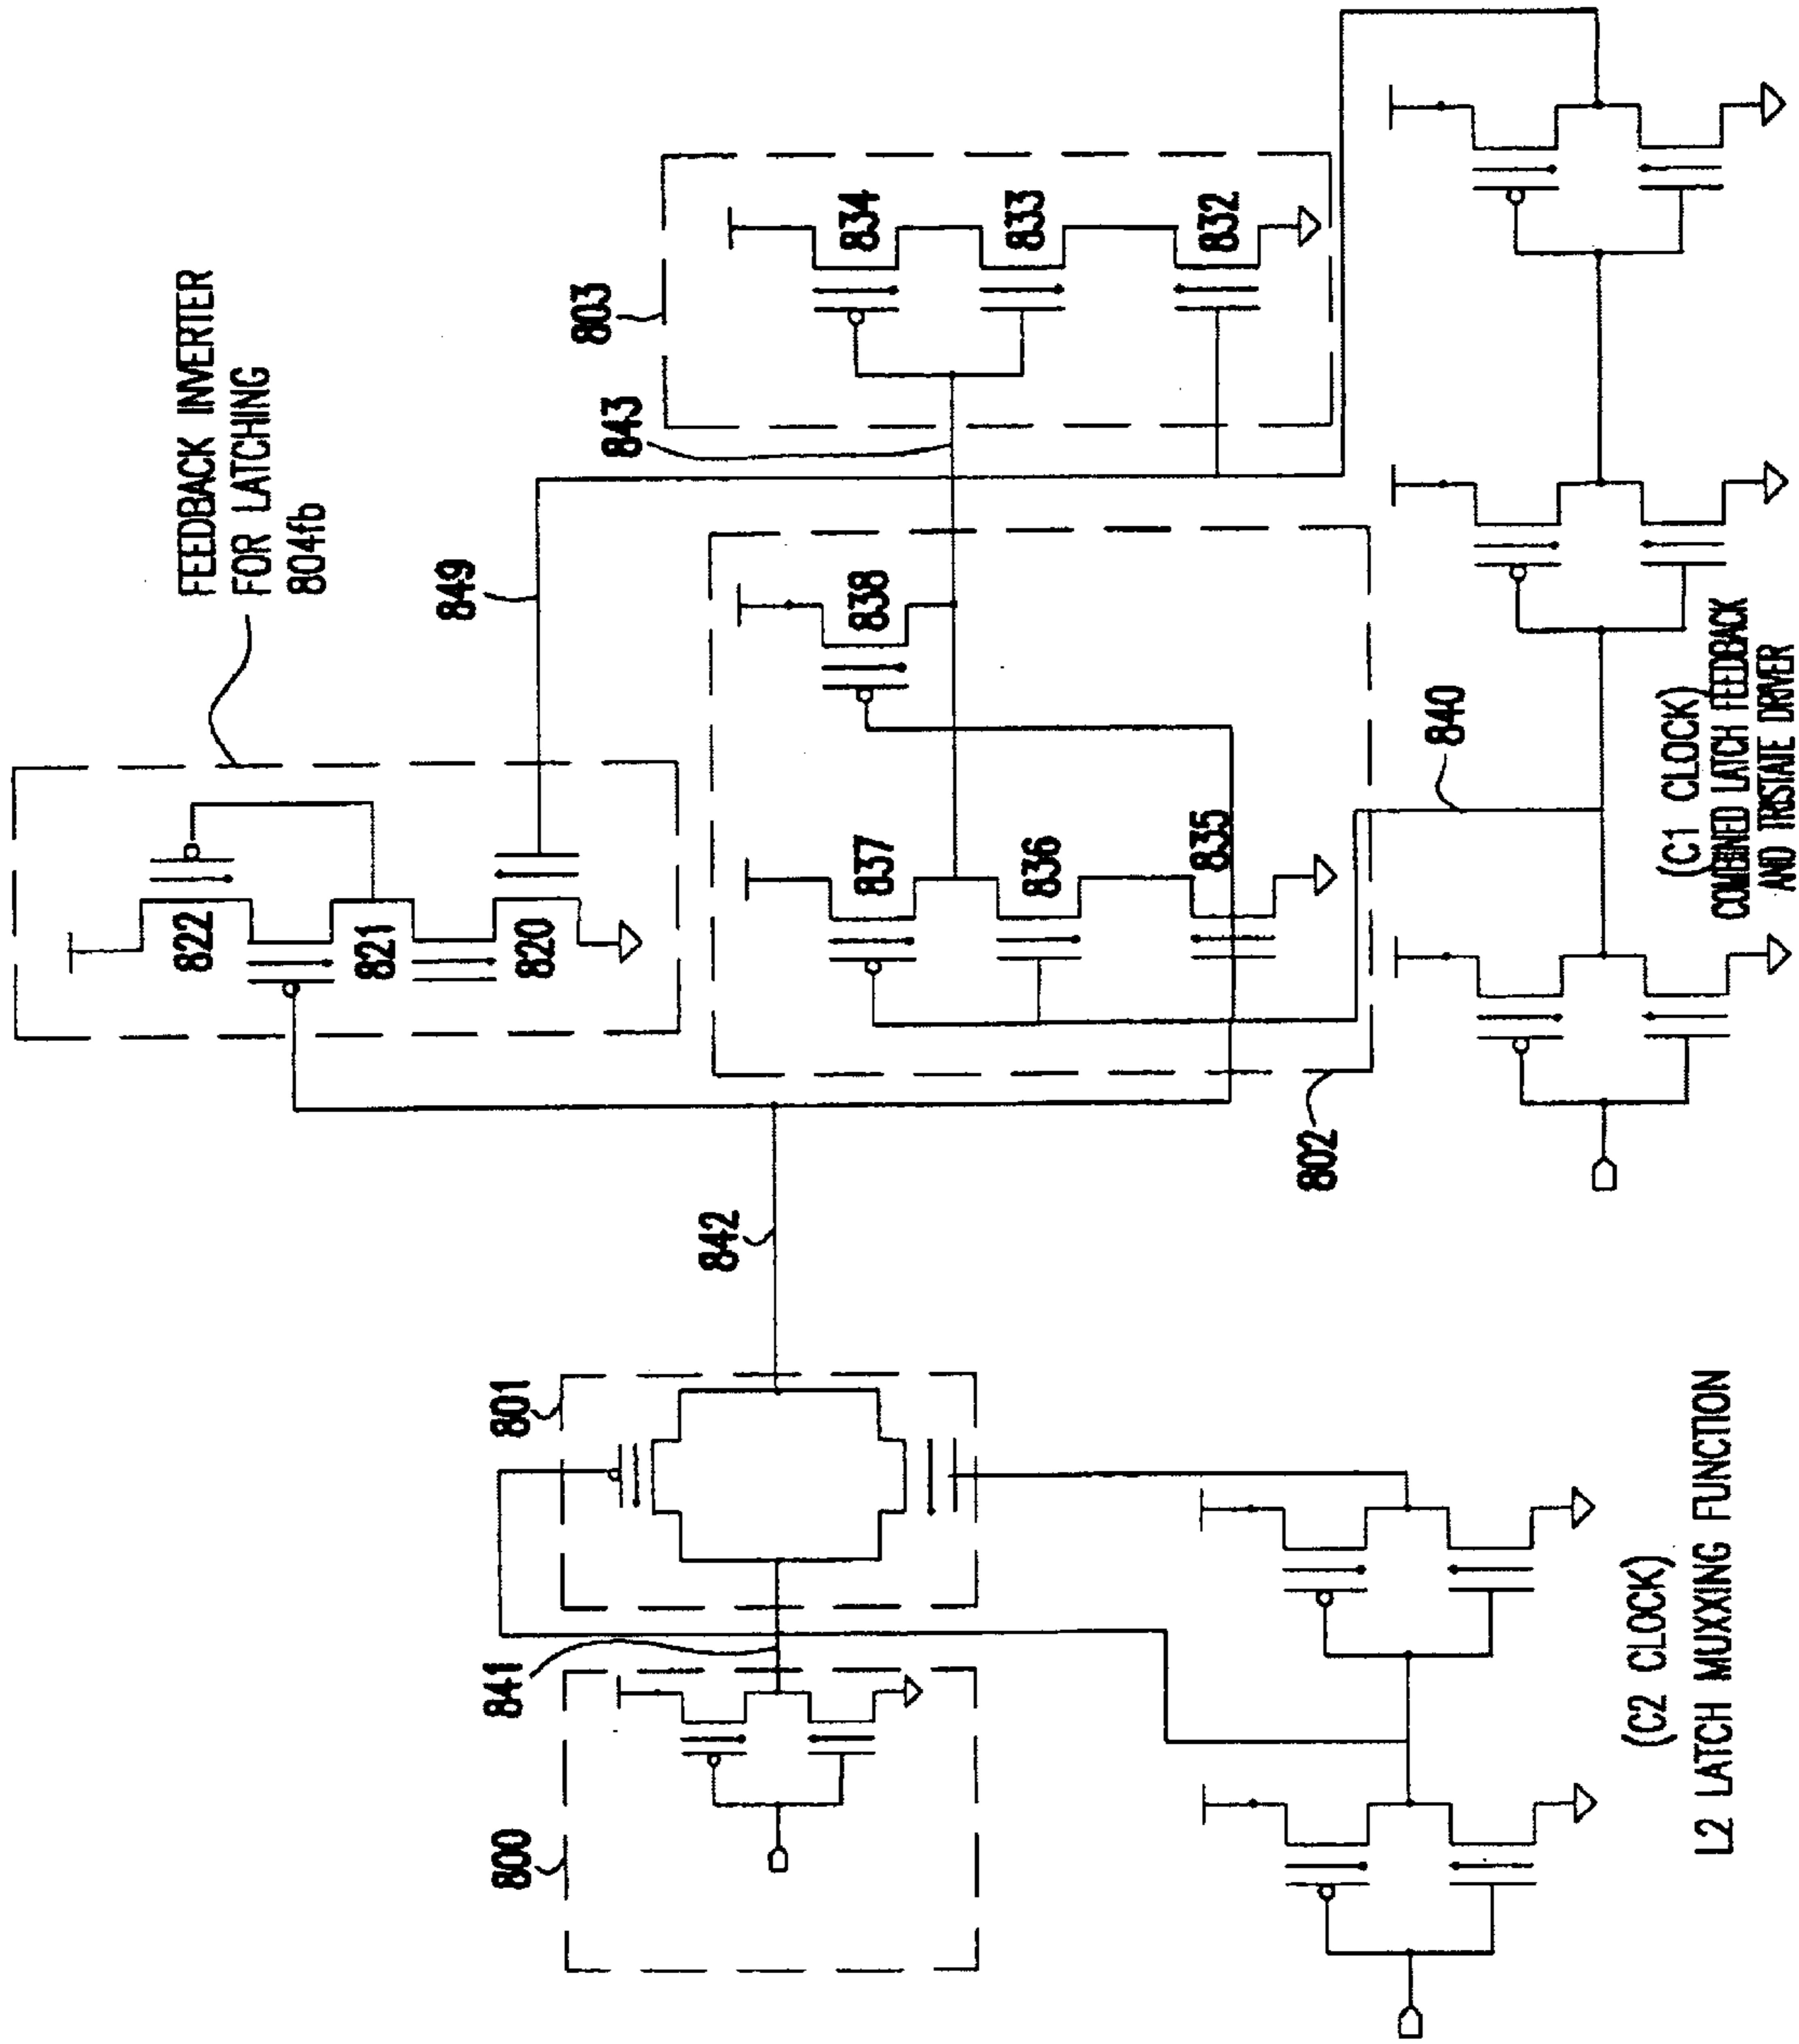 FEEDBACK INVERTER
FOR LATCHING
804fb
822
821
820
849
803
834
833
832
843
838
837
836
835
802
842
801
841
800
840
(C1 CLOCK)
COMBINED LATCH FEEDBACK
AND TRISTATE DRIVER
(C2 CLOCK)
L2 LATCH MUXXING FUNCTION